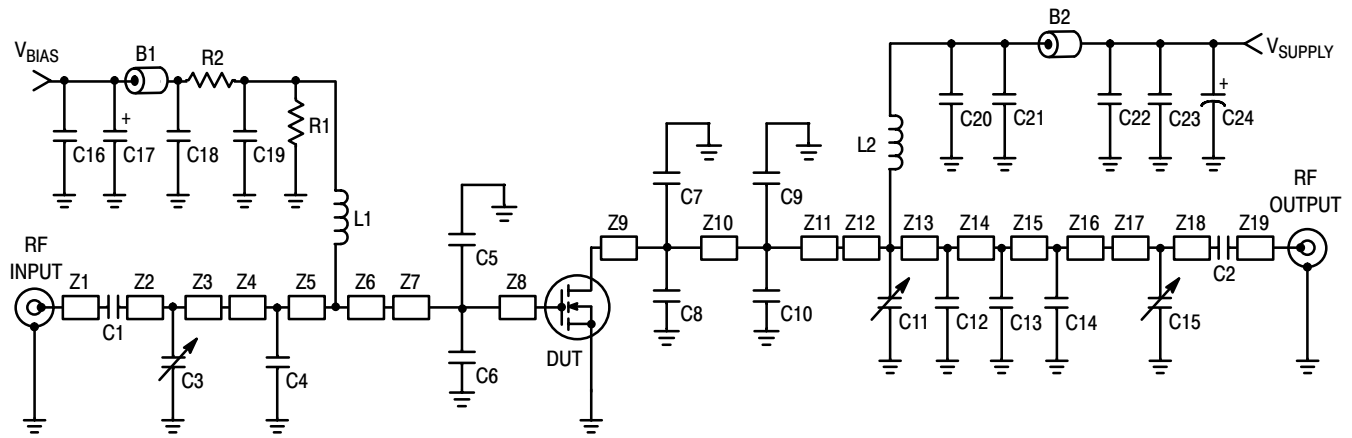 B2
V_BIAS
B1
R2
V_SUPPLY
+
C16
C17
C18
C19
R1
C20
C21
C22
C23
+
C24
L2
L1
C7
C9
RF
INPUT
C5
Z9
Z10
Z11
Z12
Z13
Z14
Z15
Z16
Z17
Z18
Z19
RF
OUTPUT
C2
Z1
Z2
Z3
Z4
Z5
Z6
Z7
Z8
C1
C8
C10
C11
C12
C13
C14
C15
DUT
C3
C4
C6